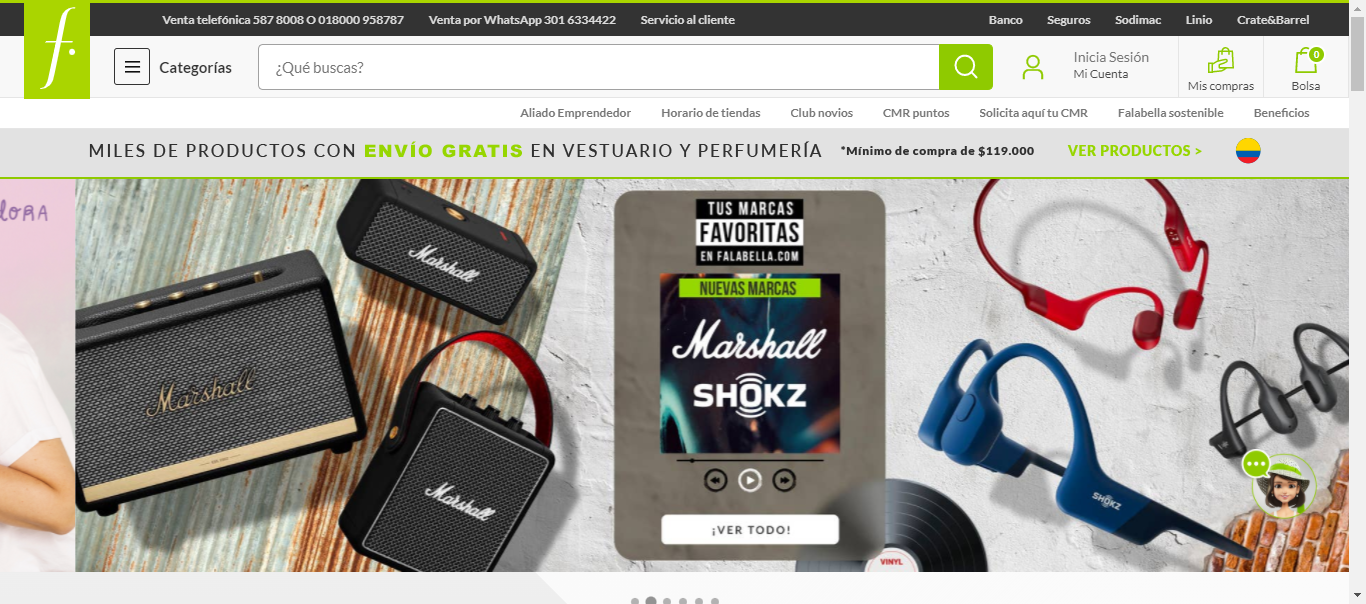 Venta telefónica 587 8008 O 018000 958787 Venta por WhatsApp 301 6334422 Servicio al cliente Banco Seguros Sodimac Linio Crate&Barrel
f.
Categorías
¿Qué buscas?
Inicia Sesión
Mi Cuenta
Mis compras
0
Bolsa
Aliado Emprendedor Horario de tiendas Club novios CMR puntos Solicita aquí tu CMR Falabella sostenible Beneficios
MILES DE PRODUCTOS CON ENVÍO GRATIS EN VESTUARIO Y PERFUMERÍA *Mínimo de compra de $119.000 VER PRODUCTOS >
Marshall
Marshall
Marshall
TUS MARCAS
FAVORITAS
EN FALABELLA.COM
NUEVAS MARCAS
Marshall
SHOKZ
¡VER TODO!
VINYL
SHOKZ